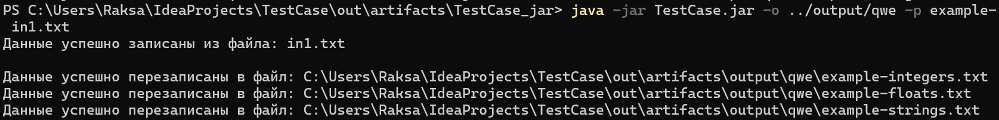 PS C:\Users\Raksa\IdeaProjects\TestCase\out\artifacts\TestCase_jar> java -jar TestCase.jar -o ../output/qwe -p example-
in1.txt
Данные успешно записаны из файла: in1.txt

Данные успешно перезаписаны в файл: C:\Users\Raksa\IdeaProjects\TestCase\out\artifacts\output\qwe\example-integers.txt
Данные успешно перезаписаны в файл: C:\Users\Raksa\IdeaProjects\TestCase\out\artifacts\output\qwe\example-floats.txt
Данные успешно перезаписаны в файл: C:\Users\Raksa\IdeaProjects\TestCase\out\artifacts\output\qwe\example-strings.txt